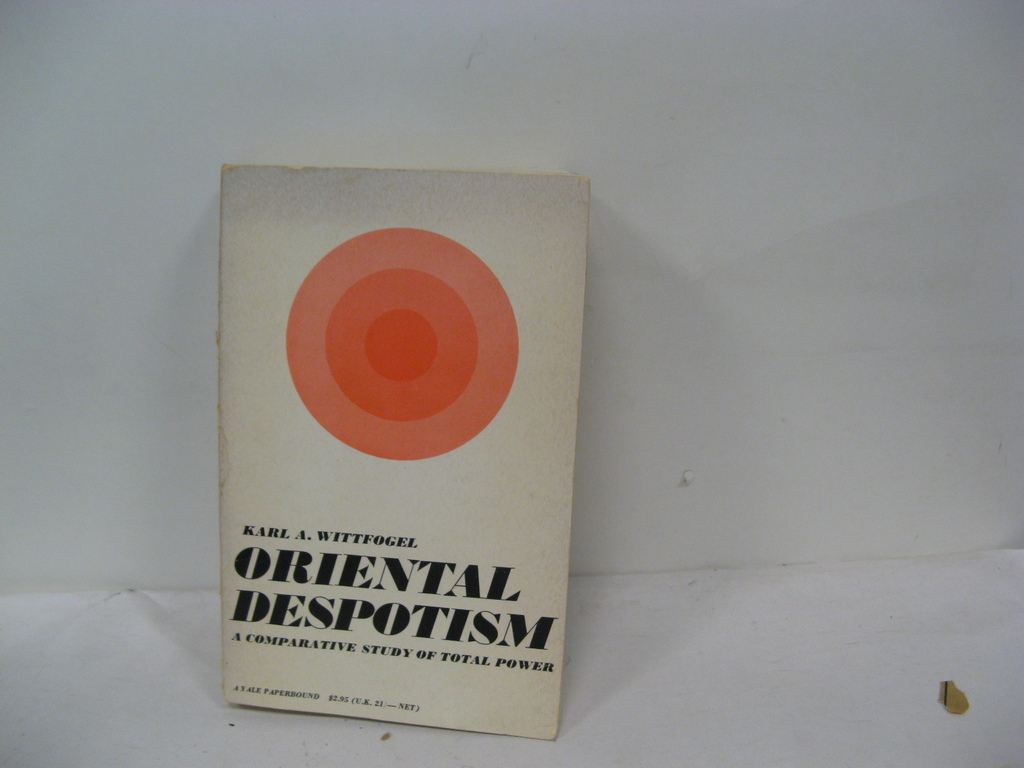 KARL A. WITTFOGEL
ORIENTAL
DESPOTISM
A COMPARATIVE STUDY OF TOTAL POWER
A YALE PAPERBOUND $2.95 (U.K. 21/— NET)